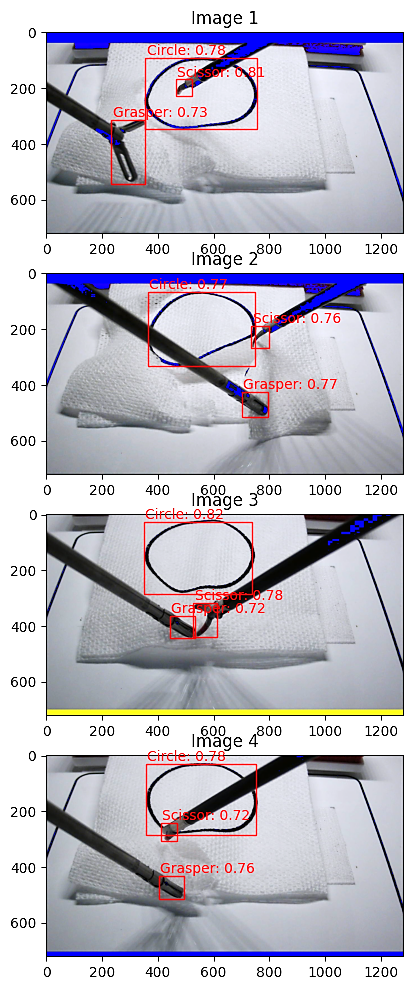 Image 1
Circle: 0.78
Scissor: 0.81
Grasper: 0.73
0
200
400
600
0 200 400 600 800 1000 1200
Image 2
Circle: 0.77
Scissor: 0.76
Grasper: 0.77
0
200
400
600
0 200 400 600 800 1000 1200
Image 3
Circle: 0.82
Scissor: 0.78
Grasper: 0.72
0
200
400
600
0 200 400 600 800 1000 1200
Image 4
Circle: 0.78
Scissor: 0.72
Grasper: 0.76
0
200
400
600
0 200 400 600 800 1000 1200